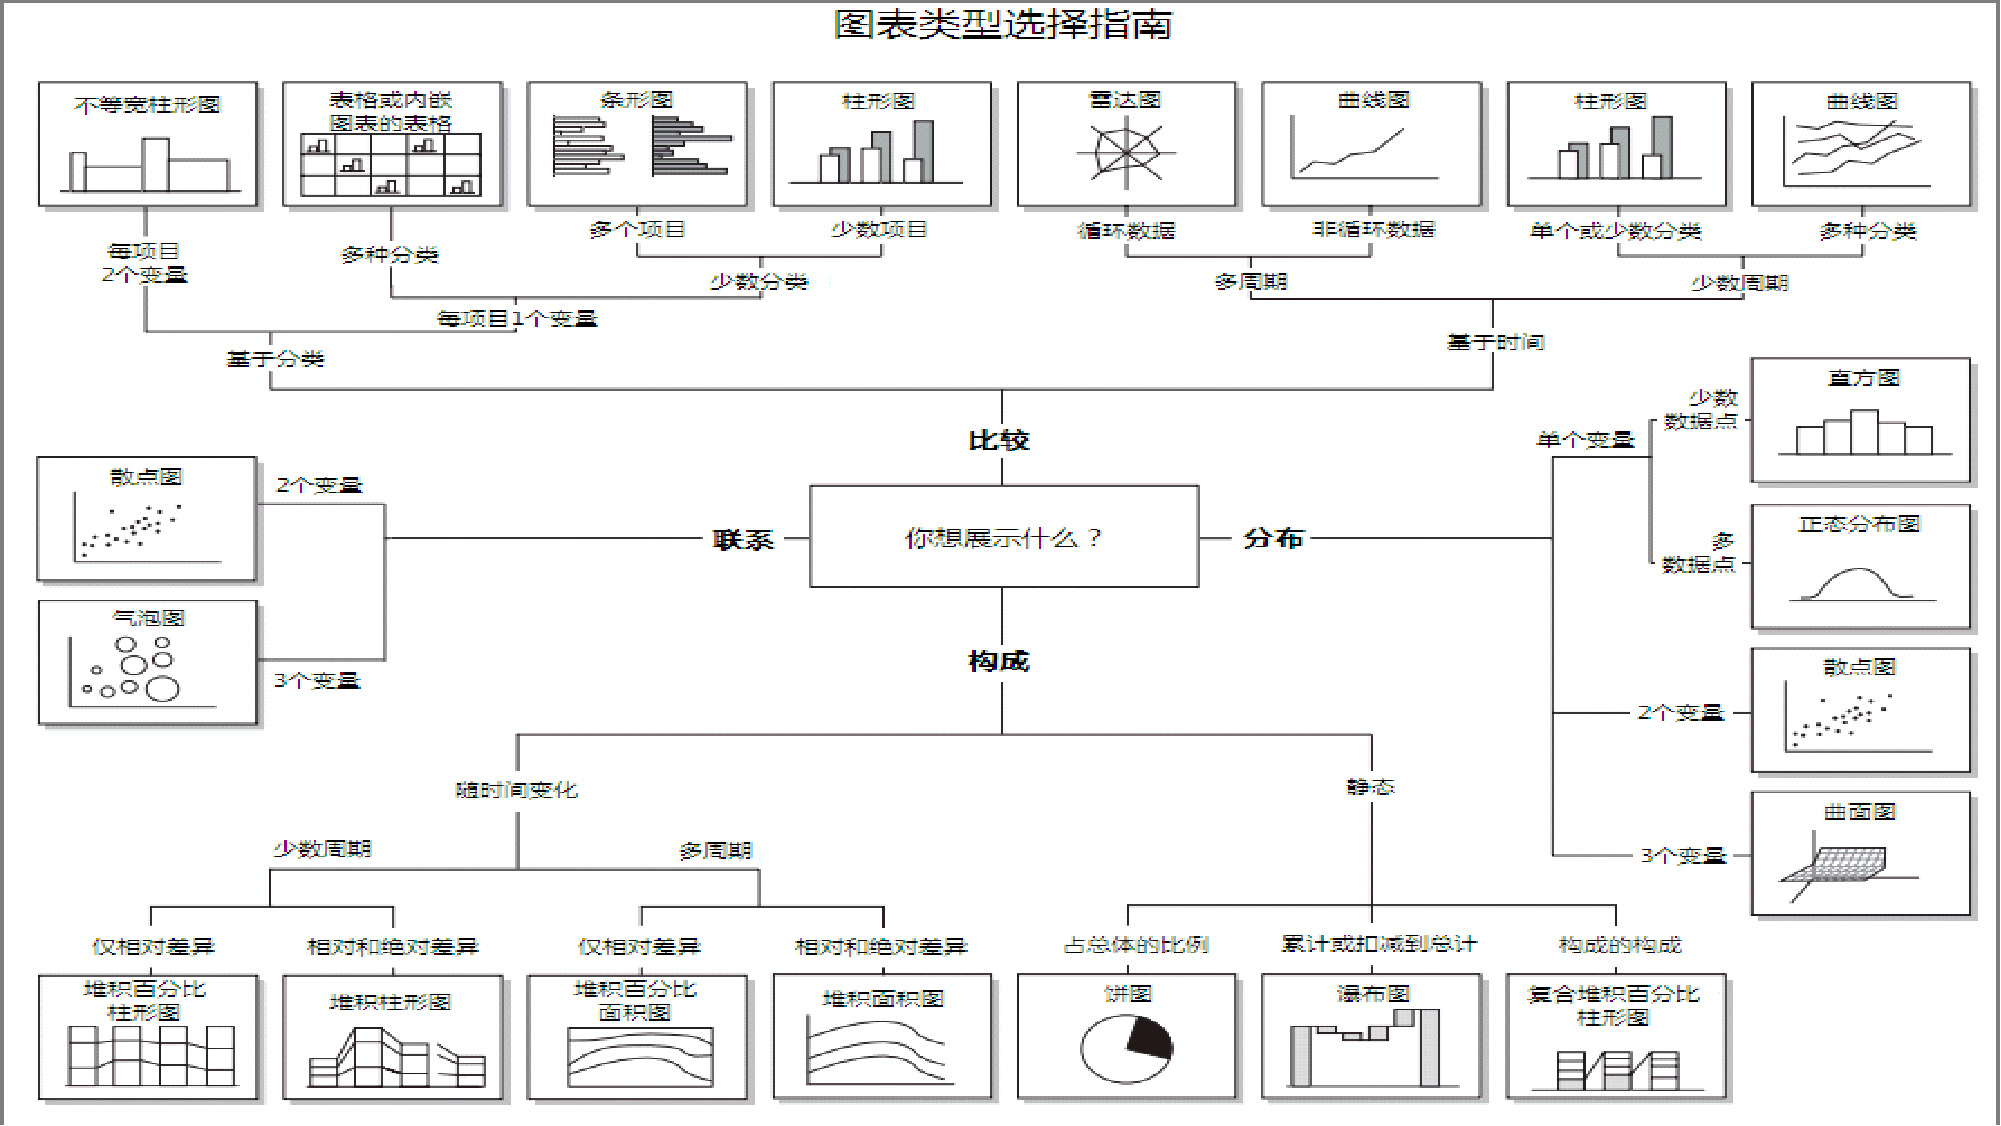 图表类型选择指南
不等宽柱形图
表格或内嵌
图表的表格
条形图
柱形图
雷达图
曲线图
柱形图
曲线图
每项目
2个变量
多种分类
多个项目
少数项目
循环数据
非循环数据
单个或少数分类
多种分类
少数分类
多周期
少数周期
每项目1个变量
基于分类
基于时间
比较
直方图
少数
数据点
单个变量
散点图
2个变量
联系
你想展示什么？
分布
正态分布图
多
数据点
气泡图
3个变量
构成
散点图
2个变量
随时间变化
静态
曲面图
3个变量
少数周期
多周期
仅相对差异
相对和绝对差异
仅相对差异
相对和绝对差异
占总体的比例
累计或扣减到总计
构成的构成
堆积百分比
柱形图
堆积柱形图
堆积百分比
面积图
堆积面积图
饼图
瀑布图
复合堆积百分比
柱形图